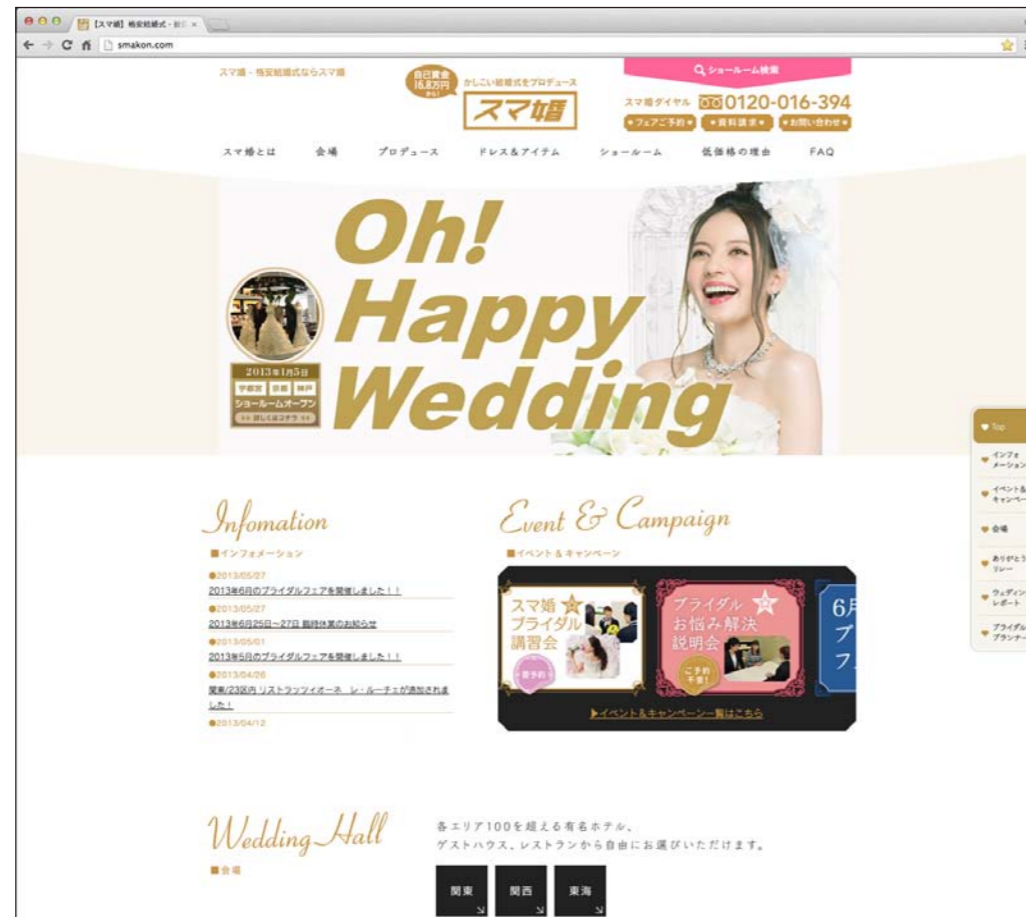 【スマ婚】格安結婚式 -
smakon.com
スマ婚 - 格安結婚式ならスマ婚
自己資金
16.8万円
から!
かしこい結婚式をプロデュース
スマ婚
ショールーム検索
スマ婚ダイヤル 0120-016-394
・フェアご予約・
・資料請求・
・お問い合わせ・
スマ婚とは
会場
プロデュース
ドレス&アイテム
ショールーム
低価格の理由
FAQ
Oh!
Happy
Wedding
2013年1月5日
宇都宮 京都 神戸
ショールームオープン
詳しくはコチラ
Top
インフォ
メーション
イベント&
キャンペー
会場
ありがとう
リレー
ウェディン
レポート
ブライダル
プランナー
Infomation
■インフォメーション
●2013/05/27
2013年6月のブライダルフェアを開催しました！！
●2013/05/27
2013年6月25日～27日 臨時休業のお知らせ
●2013/05/01
2013年5月のブライダルフェアを開催しました！！
●2013/04/26
関東/23区内 リストランツィオーネ レ・ルーチェが追加されま
した！
●2013/04/12
Event & Campaign
■イベント & キャンペーン
スマ婚
ブライダル
講習会
要予約
ブライダル
お悩み解決
説明会
ご予約
不要!
6月
ブ
フ
▶イベント&キャンペーン一覧はこちら
Wedding Hall
■会場
各エリア100を超える有名ホテル、
ゲストハウス、レストランから自由にお選びいただけます。
関東
関西
東海